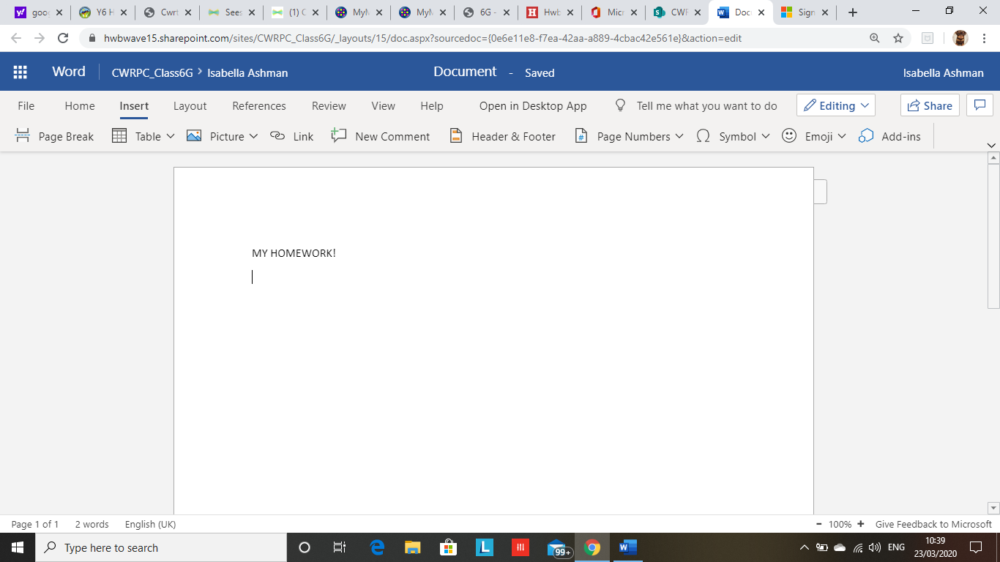 goog
Y6 H
Cwrt
Sees
(1) C
MyM
MyM
6G -
Hwb
Micr
CWF
Doc
Sign
hwbwave15.sharepoint.com/sites/CWRPC_Class6G/_layouts/15/doc.aspx?sourcedoc={0e6e11e8-f7ea-42aa-a889-4cbac42e561e}&action=edit
Word CWRPC_Class6G > Isabella Ashman Document - Saved Isabella Ashman
File Home Insert Layout References Review View Help Open in Desktop App Tell me what you want to do Editing Share
Page Break Table Picture Link New Comment Header & Footer Page Numbers Symbol Emoji Add-ins
MY HOMEWORK!
Page 1 of 1 2 words English (UK) - 100% + Give Feedback to Microsoft
Type here to search 99+ ENG 10:39
23/03/2020